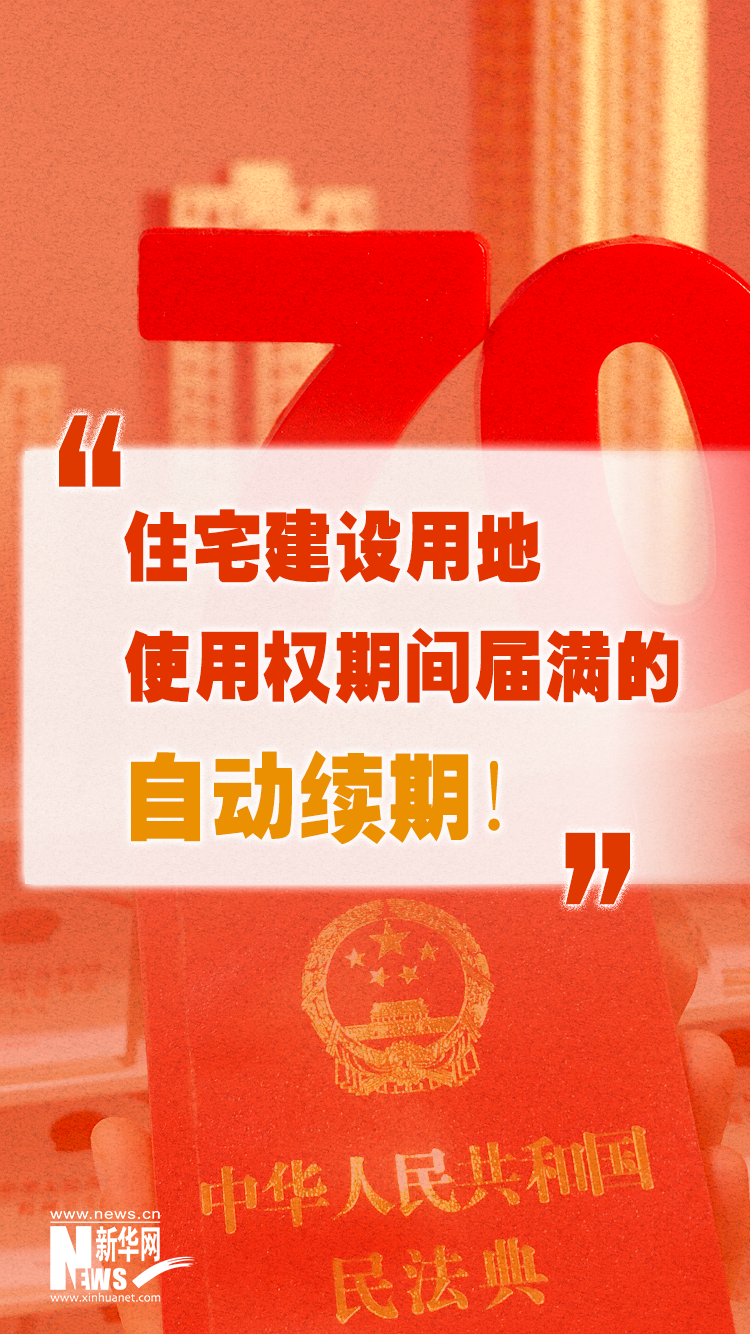 70
“
住宅建设用地
使用权期间届满的
自动续期！
”
中华人民共和国
民法典
www.news.cn
NEWS 新华网
www.xinhuanet.com